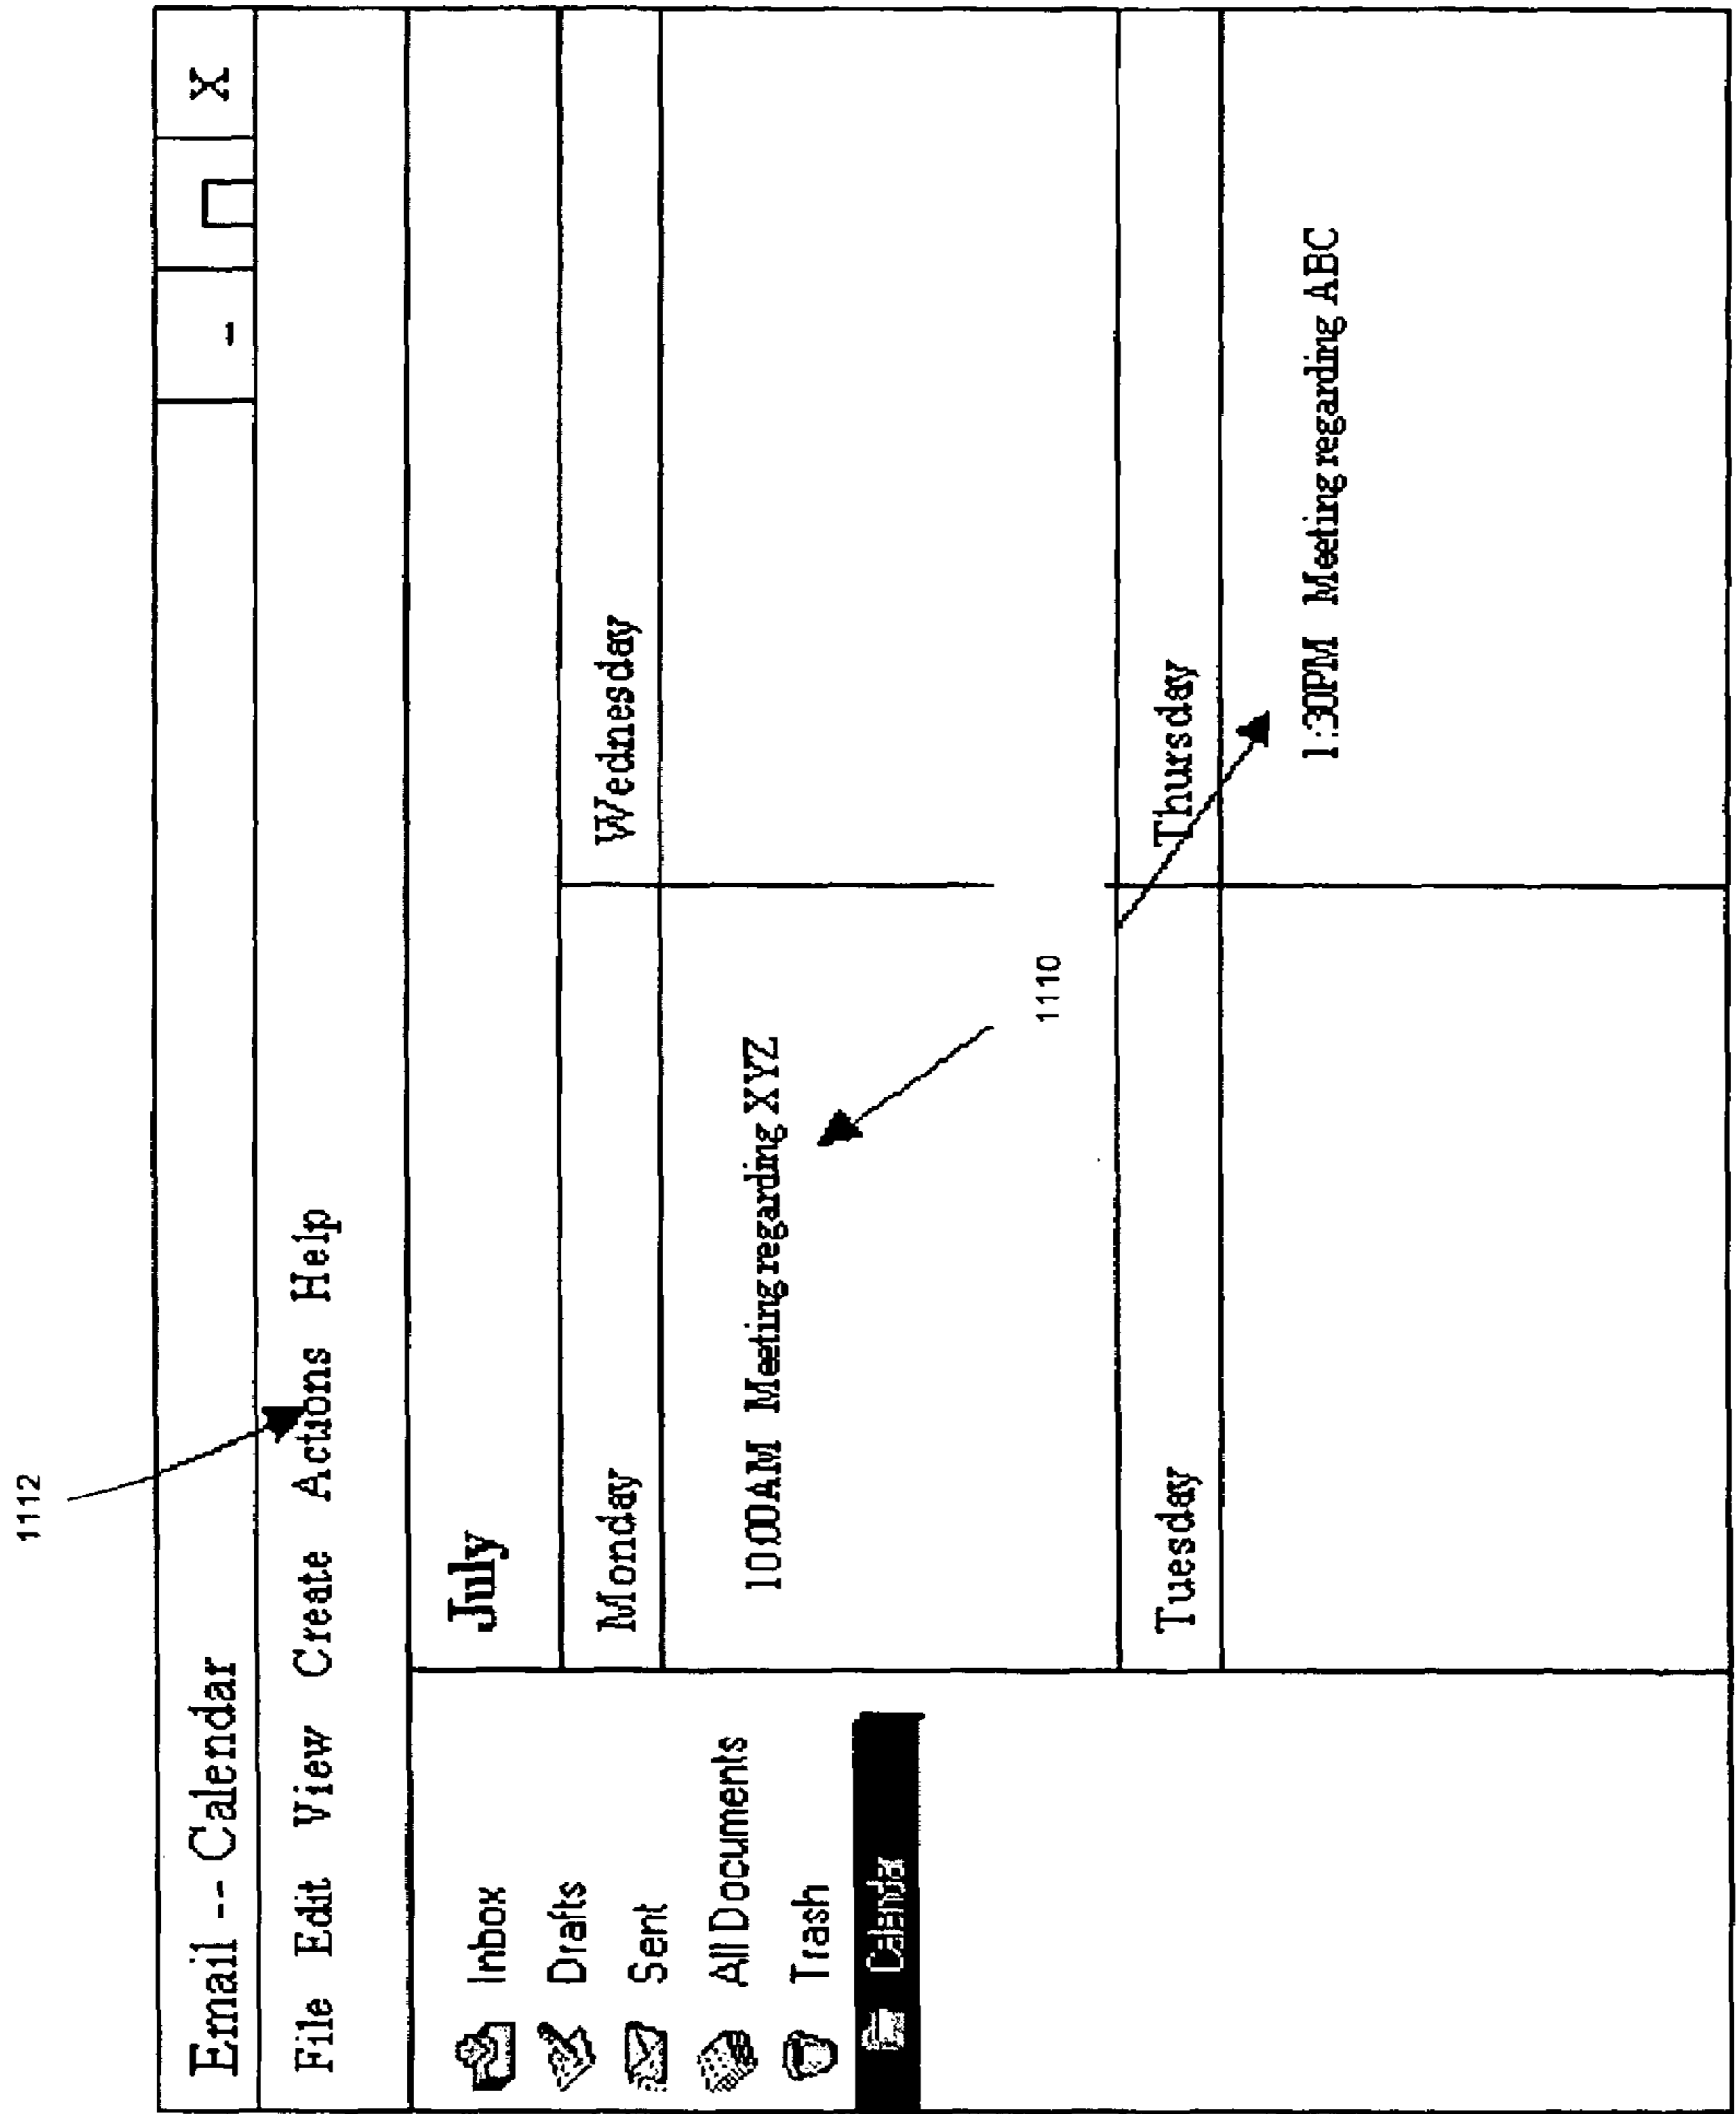 1112
Email -- Calendar - X
File Edit View Create Actions Help
Inbox
Drafts
Sent
All Documents
Trash
Calendar
July
Monday
Wednesday
10:00AM Meeting regarding XYZ
1110
Tuesday
Thursday
1:30PM Meeting regarding ABC